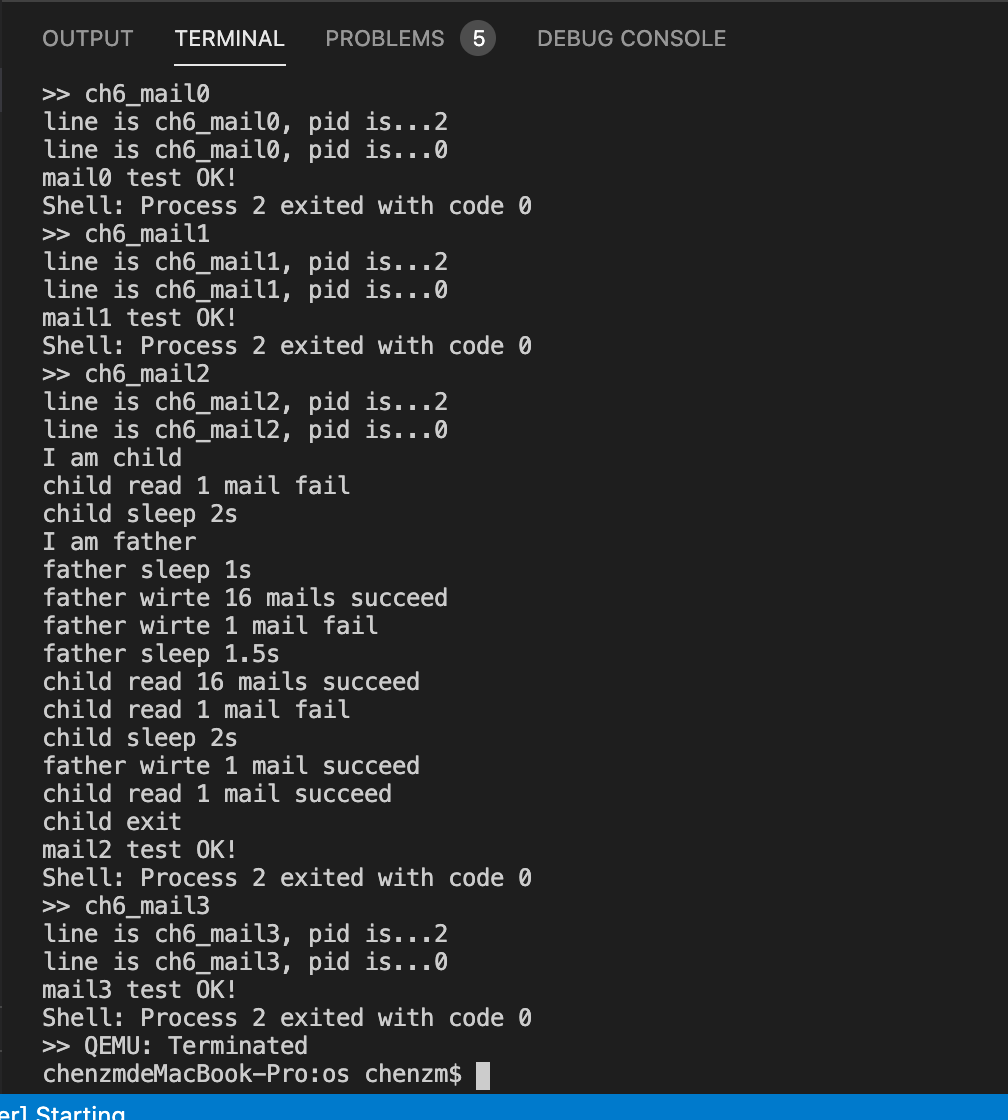 OUTPUT TERMINAL PROBLEMS 5 DEBUG CONSOLE
>> ch6_mail0
line is ch6_mail0, pid is...2
line is ch6_mail0, pid is...0
mail0 test OK!
Shell: Process 2 exited with code 0
>> ch6_mail1
line is ch6_mail1, pid is...2
line is ch6_mail1, pid is...0
mail1 test OK!
Shell: Process 2 exited with code 0
>> ch6_mail2
line is ch6_mail2, pid is...2
line is ch6_mail2, pid is...0
I am child
child read 1 mail fail
child sleep 2s
I am father
father sleep 1s
father wirte 16 mails succeed
father wirte 1 mail fail
father sleep 1.5s
child read 16 mails succeed
child read 1 mail fail
child sleep 2s
father wirte 1 mail succeed
child read 1 mail succeed
child exit
mail2 test OK!
Shell: Process 2 exited with code 0
>> ch6_mail3
line is ch6_mail3, pid is...2
line is ch6_mail3, pid is...0
mail3 test OK!
Shell: Process 2 exited with code 0
>> QEMU: Terminated
chenzmdeMacBook-Pro:os chenzm$
er] Starting